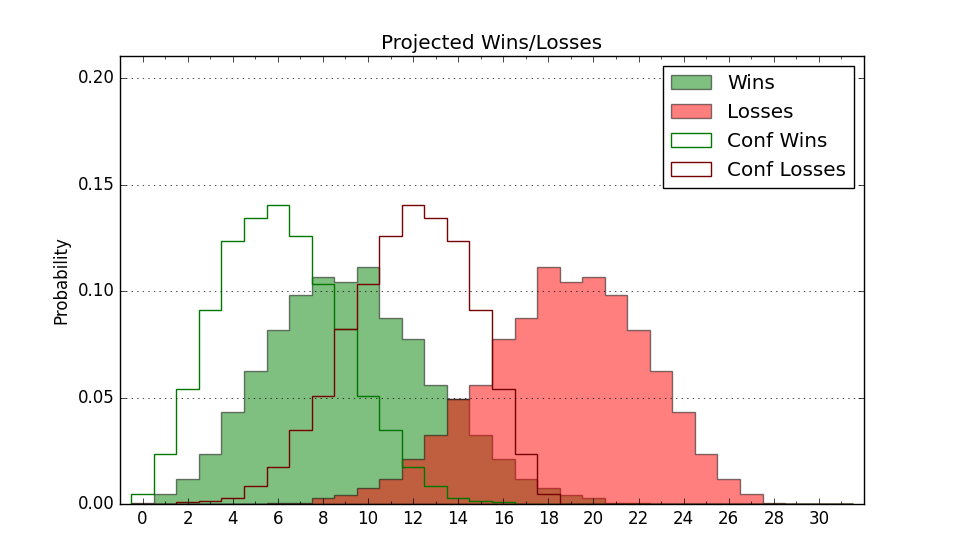 Projected Wins/Losses
0.20
0.15
0.10
0.05
0.00
Probability
Wins
Losses
Conf Wins
Conf Losses
0 2 4 6 8 10 12 14 16 18 20 22 24 26 28 30